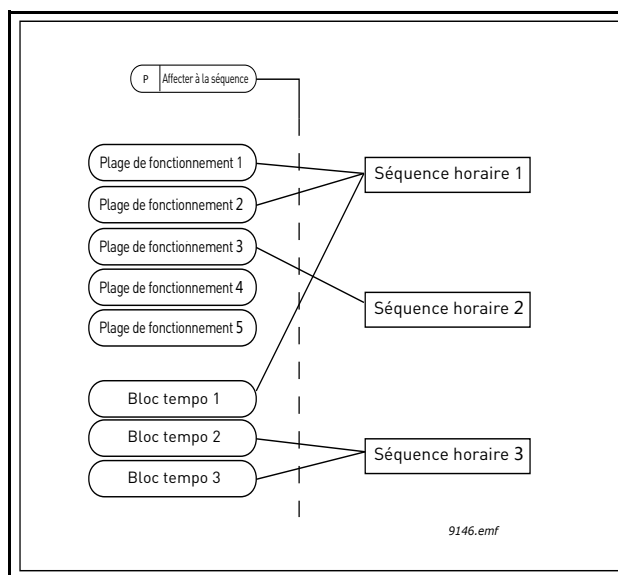 P Affecter à la séquence
Plage de fonctionnement 1
Plage de fonctionnement 2
Plage de fonctionnement 3
Plage de fonctionnement 4
Plage de fonctionnement 5
Bloc tempo 1
Bloc tempo 2
Bloc tempo 3
Séquence horaire 1
Séquence horaire 2
Séquence horaire 3
9146.emf